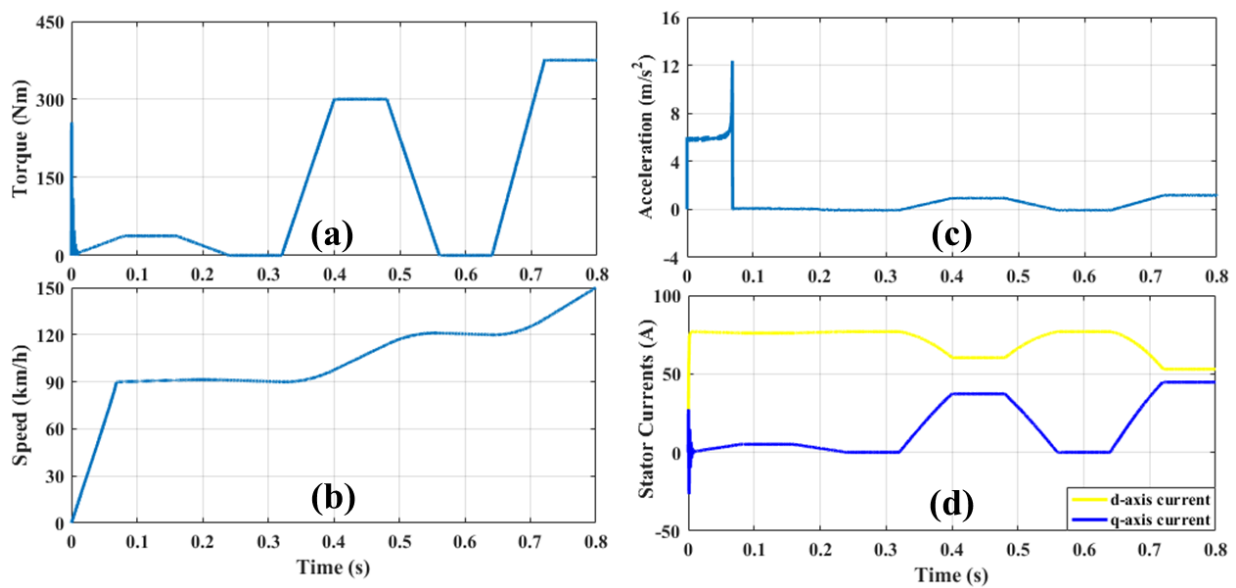 450
300
150
0
Torque (Nm)
(a)
0 0.1 0.2 0.3 0.4 0.5 0.6 0.7 0.8
150
120
90
60
30
0
Speed (km/h)
(b)
0 0.1 0.2 0.3 0.4 0.5 0.6 0.7 0.8
Time (s)
16
12
8
4
0
-4
Acceleration (m/s²)
(c)
0 0.1 0.2 0.3 0.4 0.5 0.6 0.7 0.8
100
50
0
-50
Stator Currents (A)
(d)
d-axis current
q-axis current
0 0.1 0.2 0.3 0.4 0.5 0.6 0.7 0.8
Time (s)